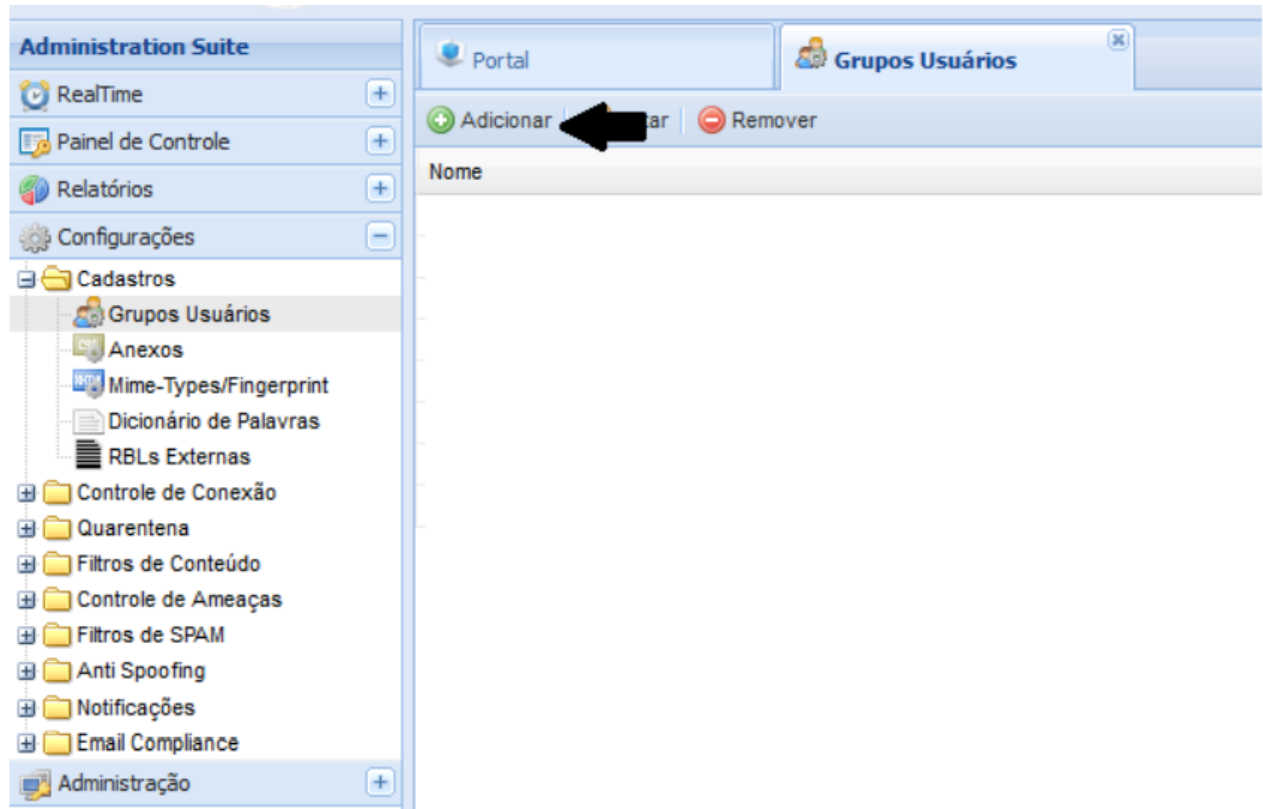 Administration Suite
RealTime
Painel de Controle
Relatórios
Configurações
Cadastros
Grupos Usuários
Anexos
Mime-Types/Fingerprint
Dicionário de Palavras
RBLs Externas
Controle de Conexão
Quarentena
Filtros de Conteúdo
Controle de Ameaças
Filtros de SPAM
Anti Spoofing
Notificações
Email Compliance
Administração
Portal
Grupos Usuários
Adicionar
Remover
Nome